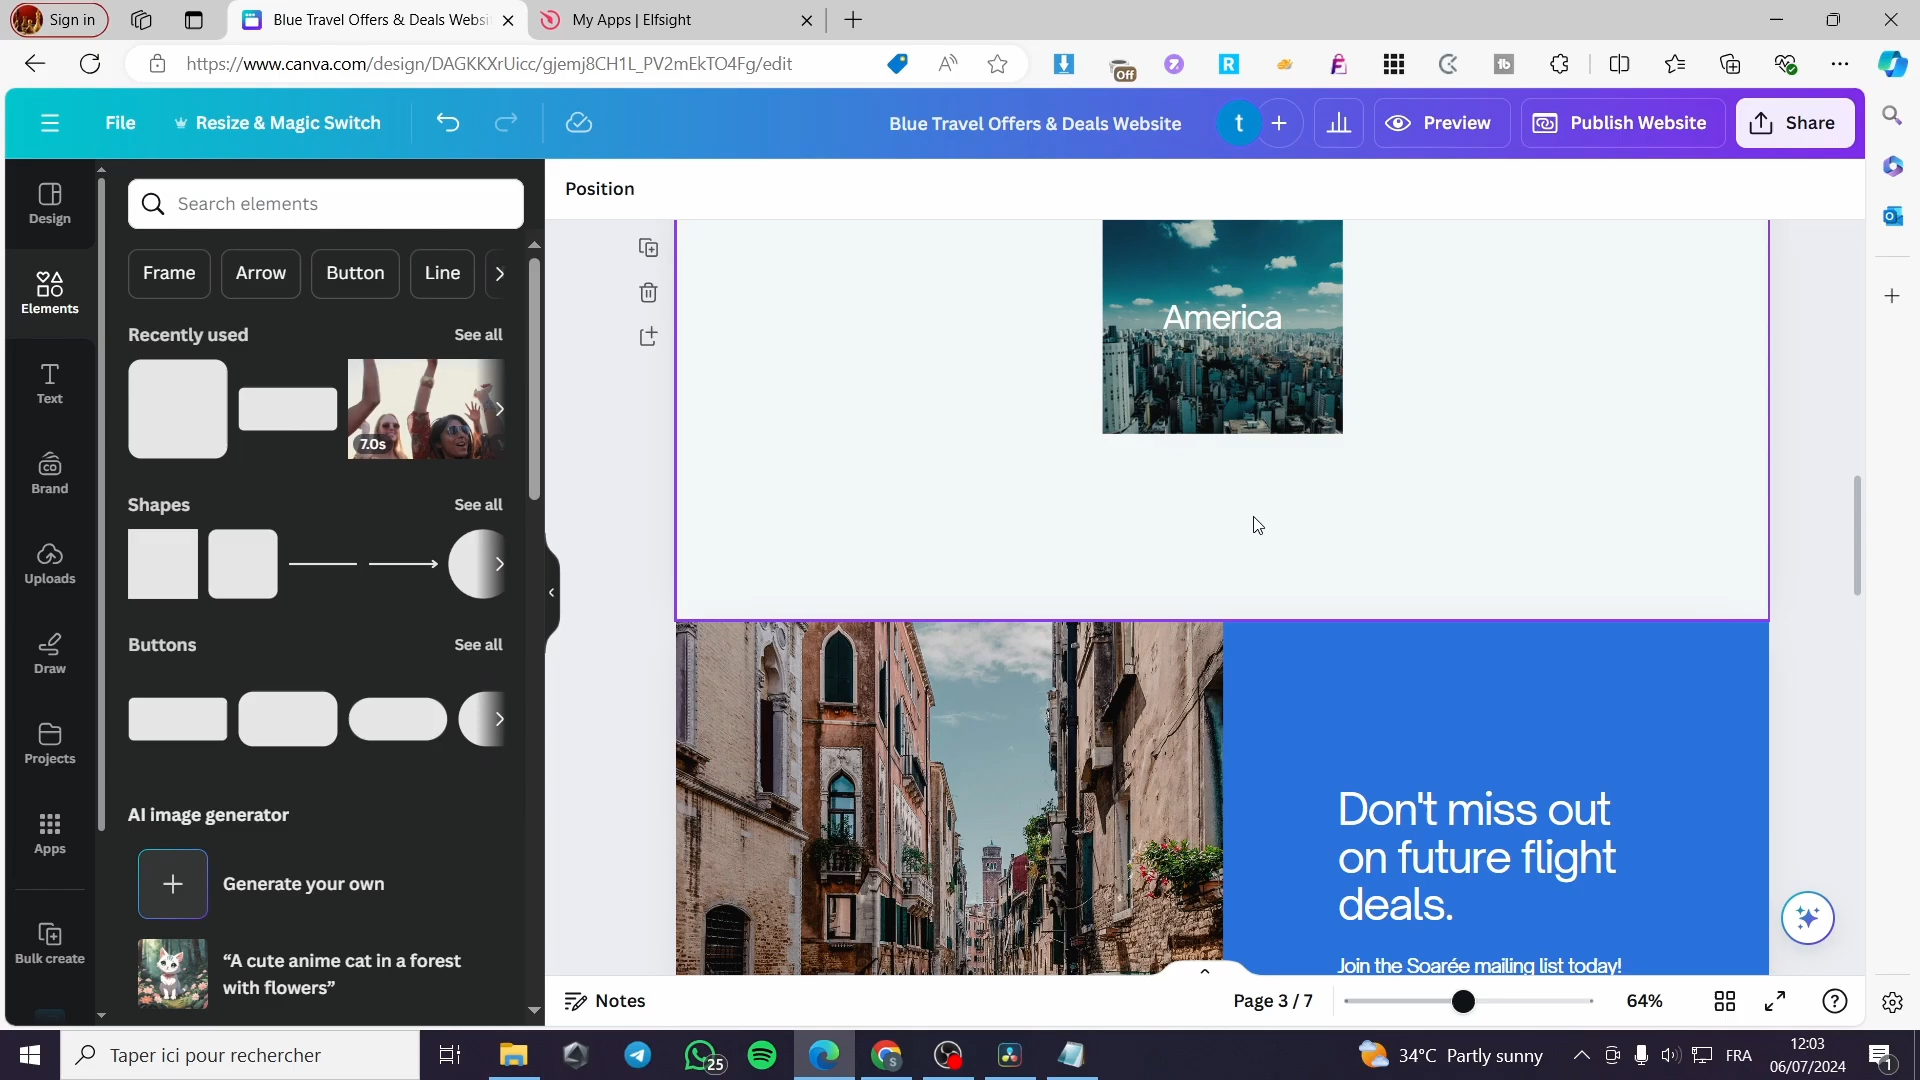 Sign in
Blue Travel Offers & Deals Websi
My Apps | Elfsight
https://www.canva.com/design/DAGKKXrUicc/gjemj8CH1L_PV2mEkTO4Fg/edit
Off
File
Resize & Magic Switch
Blue Travel Offers & Deals Website
t
Preview
Publish Website
Share
Design
Elements
Text
Brand
Uploads
Draw
Projects
Apps
Bulk create
Search elements
Frame
Arrow
Button
Line
Recently used
See all
7.0s
Shapes
See all
Buttons
See all
AI image generator
Generate your own
“A cute anime cat in a forest
with flowers”
Position
America
Don't miss out
on future flight
deals.
Join the Soarée mailing list today!
Notes
Page 3 / 7
64%
Taper ici pour rechercher
25
34°C Partly sunny
FRA
12:03
06/07/2024
1